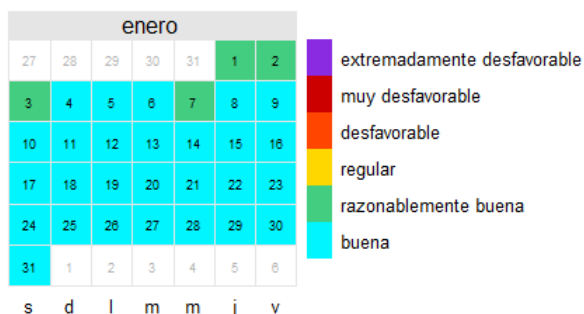 enero
27 28 29 30 31 1 2
3 4 5 6 7 8 9
10 11 12 13 14 15 16
17 18 19 20 21 22 23
24 25 26 27 28 29 30
31 1 2 3 4 5 6
s d l m m j v
extremadamente desfavorable
muy desfavorable
desfavorable
regular
razonablemente buena
buena